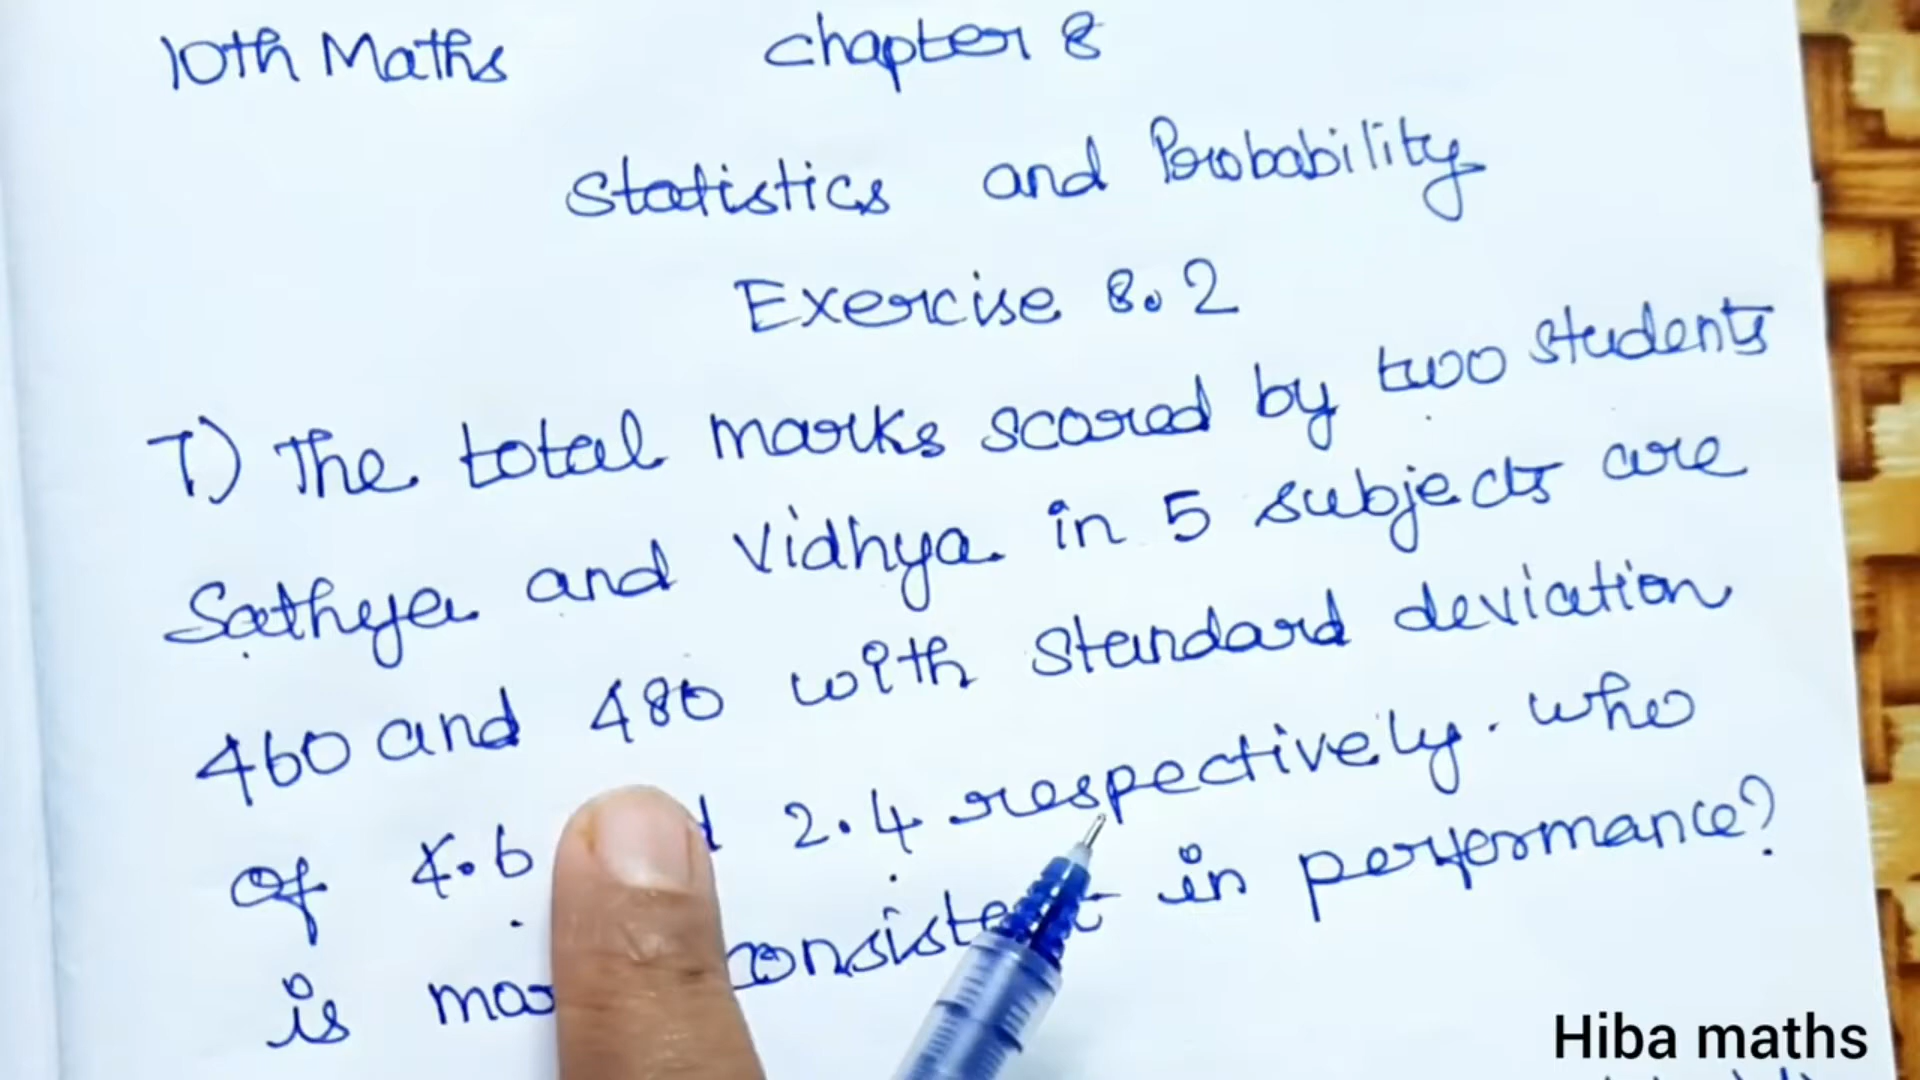 10th Maths chapter 8
Statistics and Probability
Exercise 8.2
7) The total marks scored by two students
Sathya and Vidhya in 5 subjects are
460 and 480 with standard deviation
of 4.6 2.4 respectively. who
is in performance?
Hiba maths